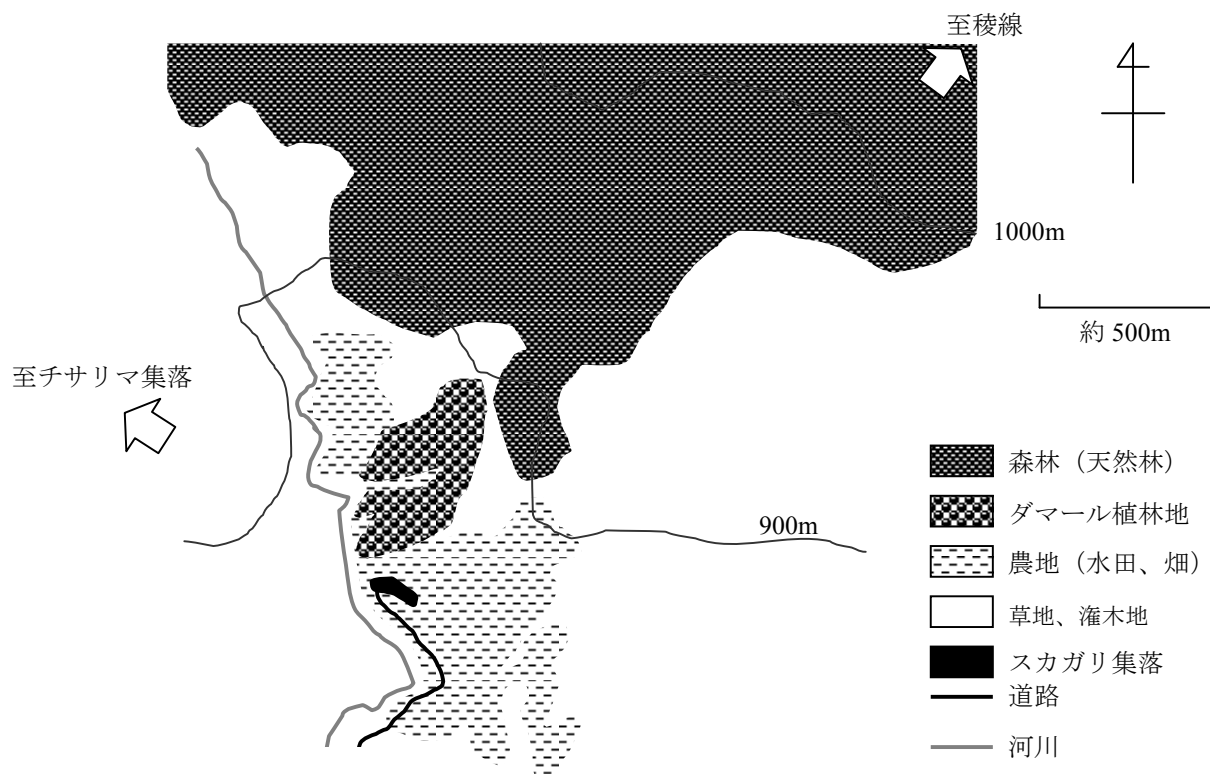 至稜線
1000m
約 500m
至チサリマ集落
900m
森林（天然林）
ダマール植林地
農地（水田、畑）
草地、潅木地
スカガリ集落
道路
河川